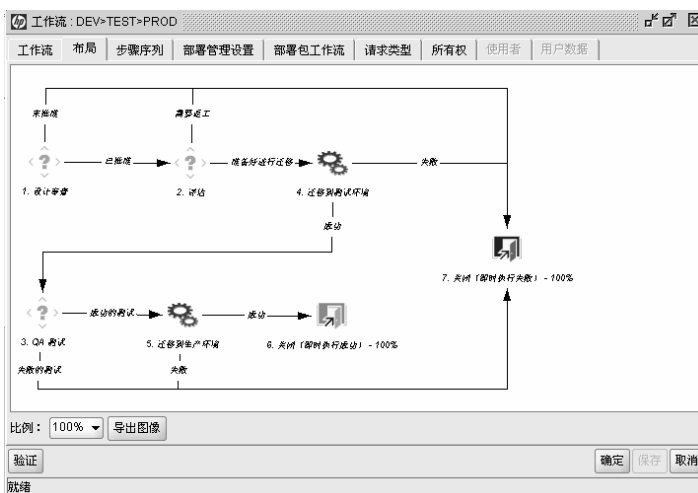 hp 工作流 : DEV>TEST>PROD
工作流 布局 步骤序列 部署管理设置 部署包工作流 请求类型 所有权 使用者 用户数据
未批准 需要返工
已批准 准备好进行迁移 失败
1. 设计审查 2. 评估 4. 迁移到测试环境
成功
7. 关闭（即时执行失败） - 100%
成功的测试 成功
3. QA 测试 5. 迁移到生产环境 6. 关闭（即时执行成功） - 100%
失败的测试 失败
比例： 100% 导出图像
验证 确定 保存 取消
就绪